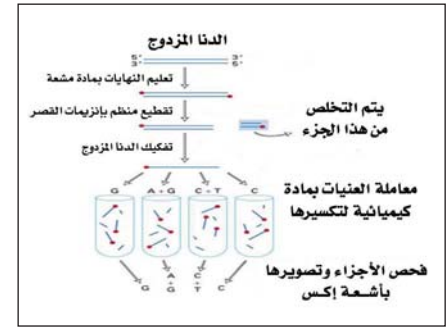 الدنا المزدوج
5' 3'
3' 5'
تعليم النهايات بمادة مشعة
تقطيع منظم بإنزيمات القصر
يتم التخلص
من هذا الجزء
تفكيك الدنا المزدوج
G A+G C+T C
معاملة العنيات بمادة
كيميائية لتكسيرها
فحص الأجزاء وتصويرها
بأشعة إكس
G A+G C+T C